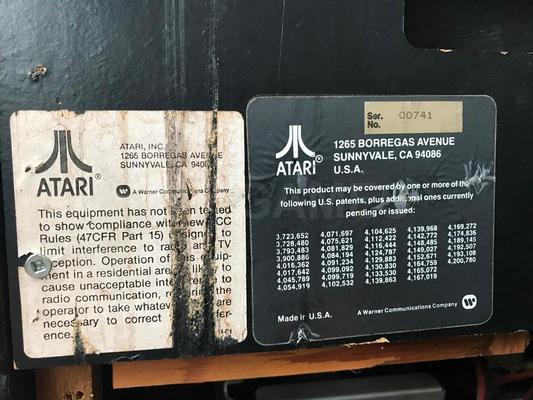 ATARI®
ATARI, INC.
1265 BORREGAS AVENUE
SUNNYVALE, CA 94086
A Warner Communications Company
This equipment has not been tested
to show compliance with new FCC
Rules (47CFR Part 15) designed to
limit interference to radio and TV
reception. Operation of this equip-
ment in a residential area is likely to
cause unacceptable interference to
radio communication, requiring the
operator to take whatever steps are
necessary to correct the interfer-
ence.
Ser.
No. 00741
ATARI®
1265 BORREGAS AVENUE
SUNNYVALE, CA 94086
U.S.A.
This product may be covered by one or more of the
following U.S. patents, plus additional ones currently
pending or issued:
3,723,652 4,071,697 4,104,625 4,139,968 4,169,272
3,728,480 4,075,621 4,112,422 4,142,772 4,174,836
3,793,483 4,081,829 4,116,444 4,148,485 4,189,145
3,900,886 4,084,194 4,124,787 4,149,027 4,192,507
4,016,362 4,091,234 4,126,851 4,152,108
4,017,642 4,099,092 4,130,533 4,164,759 4,200,780
4,045,789 4,099,719 4,133,530 4,165,072
4,054,919 4,102,532 4,139,863 4,167,019
Made in U.S.A.
A Warner Communications Company